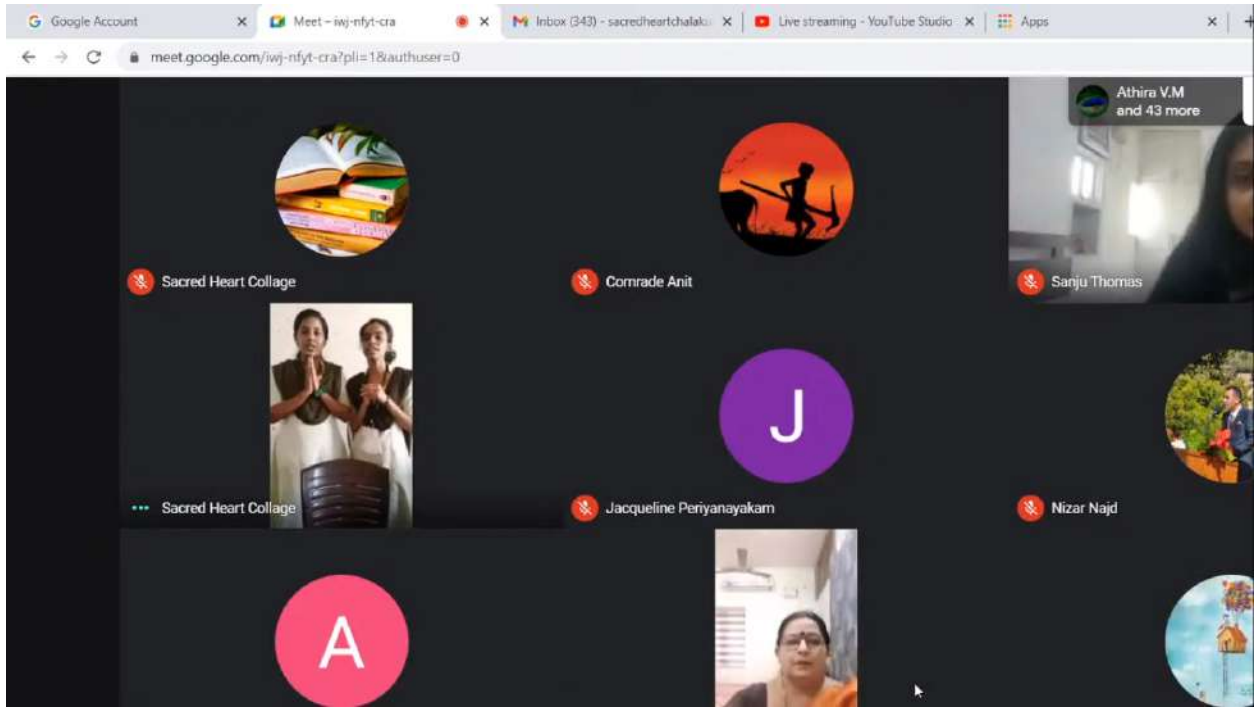 Google Account
Meet – iwj-nfyt-cra
Inbox (343) - sacredheartchalaku
Live streaming - YouTube Studio
Apps
meet.google.com/iwj-nfyt-cra?pli=1&authuser=0
Athira V.M
and 43 more
Sacred Heart Collage
Comrade Anit
Sanju Thomas
J
Sacred Heart Collage
Jacqueline Periyanayakam
Nizar Najd
A